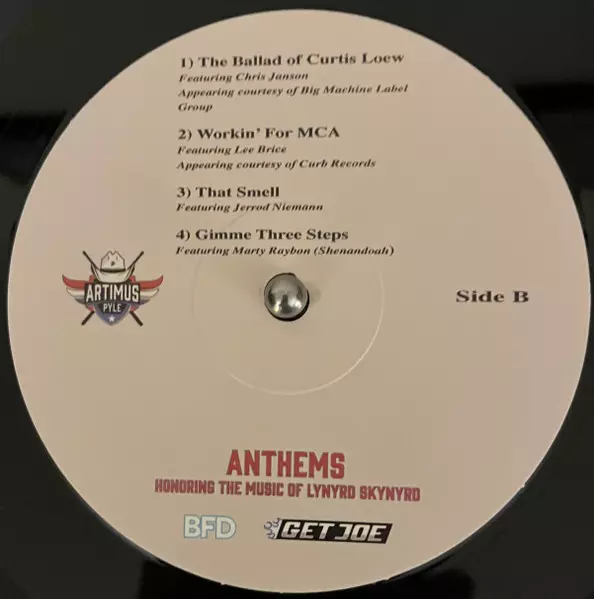 1) The Ballad of Curtis Loew
Featuring Chris Janson
Appearing courtesy of Big Machine Label
Group
2) Workin' For MCA
Featuring Lee Brice
Appearing courtesy of Curb Records
3) That Smell
Featuring Jerrod Niemann
4) Gimme Three Steps
Featuring Marty Raybon (Shenandoah)
ARTIMUS
PYLE
Side B
ANTHEMS
HONORING THE MUSIC OF LYNYRD SKYNYRD
BFD
GET JOE